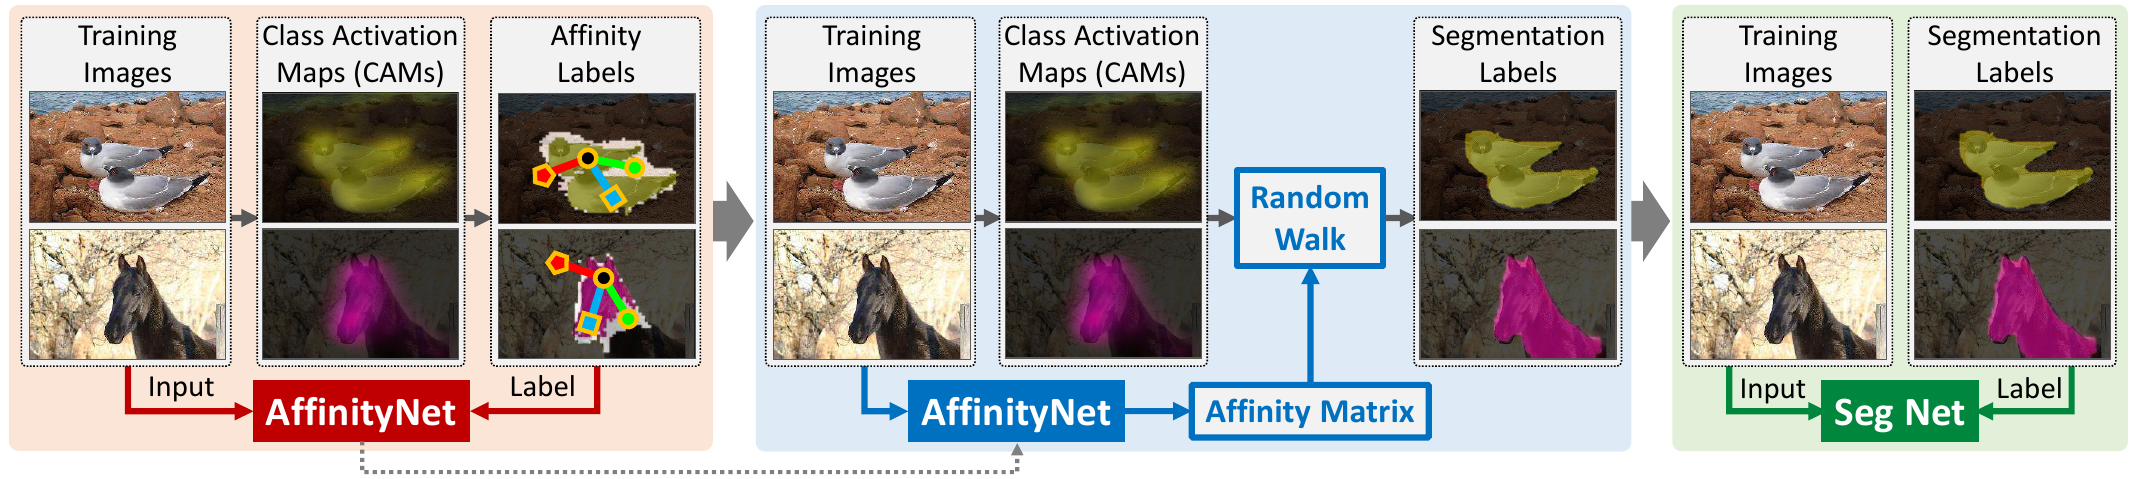 Training
Images
Class Activation
Maps (CAMs)
Affinity
Labels
Input
Label
AffinityNet
Training
Images
Class Activation
Maps (CAMs)
Random
Walk
Segmentation
Labels
AffinityNet
Affinity Matrix
Training
Images
Segmentation
Labels
Input
Label
Seg Net